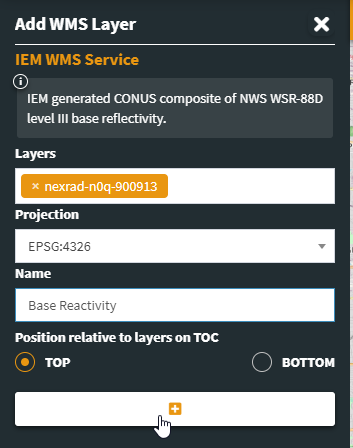 Add WMS Layer
IEM WMS Service
IEM generated CONUS composite of NWS WSR-88D
level III base reflectivity.
Layers
× nexrad-n0q-900913
Projection
EPSG:4326
Name
Base Reactivity
Position relative to layers on TOC
TOP
BOTTOM